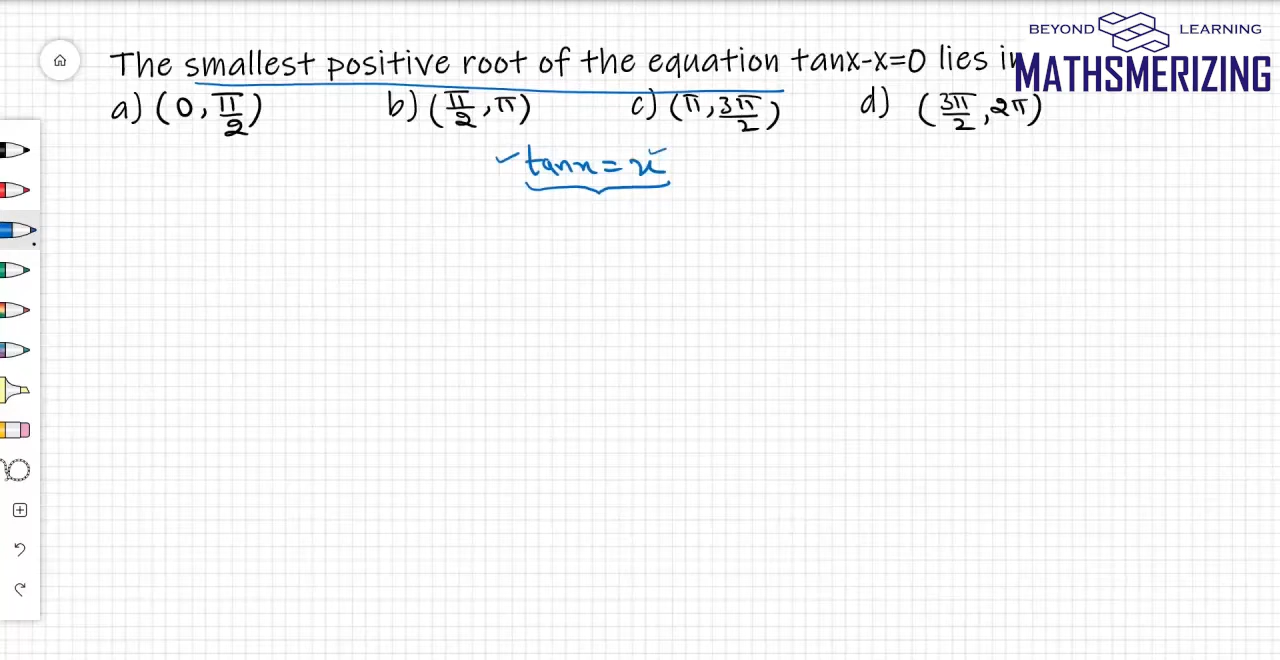 BEYOND LEARNING
The smallest positive root of the equation tanx-x=0 lies in
MATHSMERIZING
a) (0, π/2) b) (π/2, π) c) (π, 3π/2) d) (3π/2, 2π)
✓ tanx = x ✓